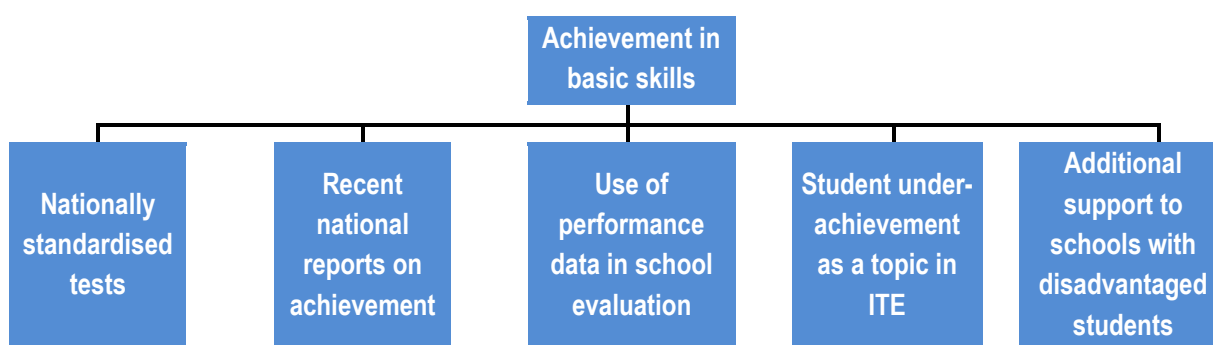 Achievement in
basic skills
Nationally
standardised
tests
Recent
national
reports on
achievement
Use of
performance
data in school
evaluation
Student under-
achievement
as a topic in
ITE
Additional
support to
schools with
disadvantaged
students